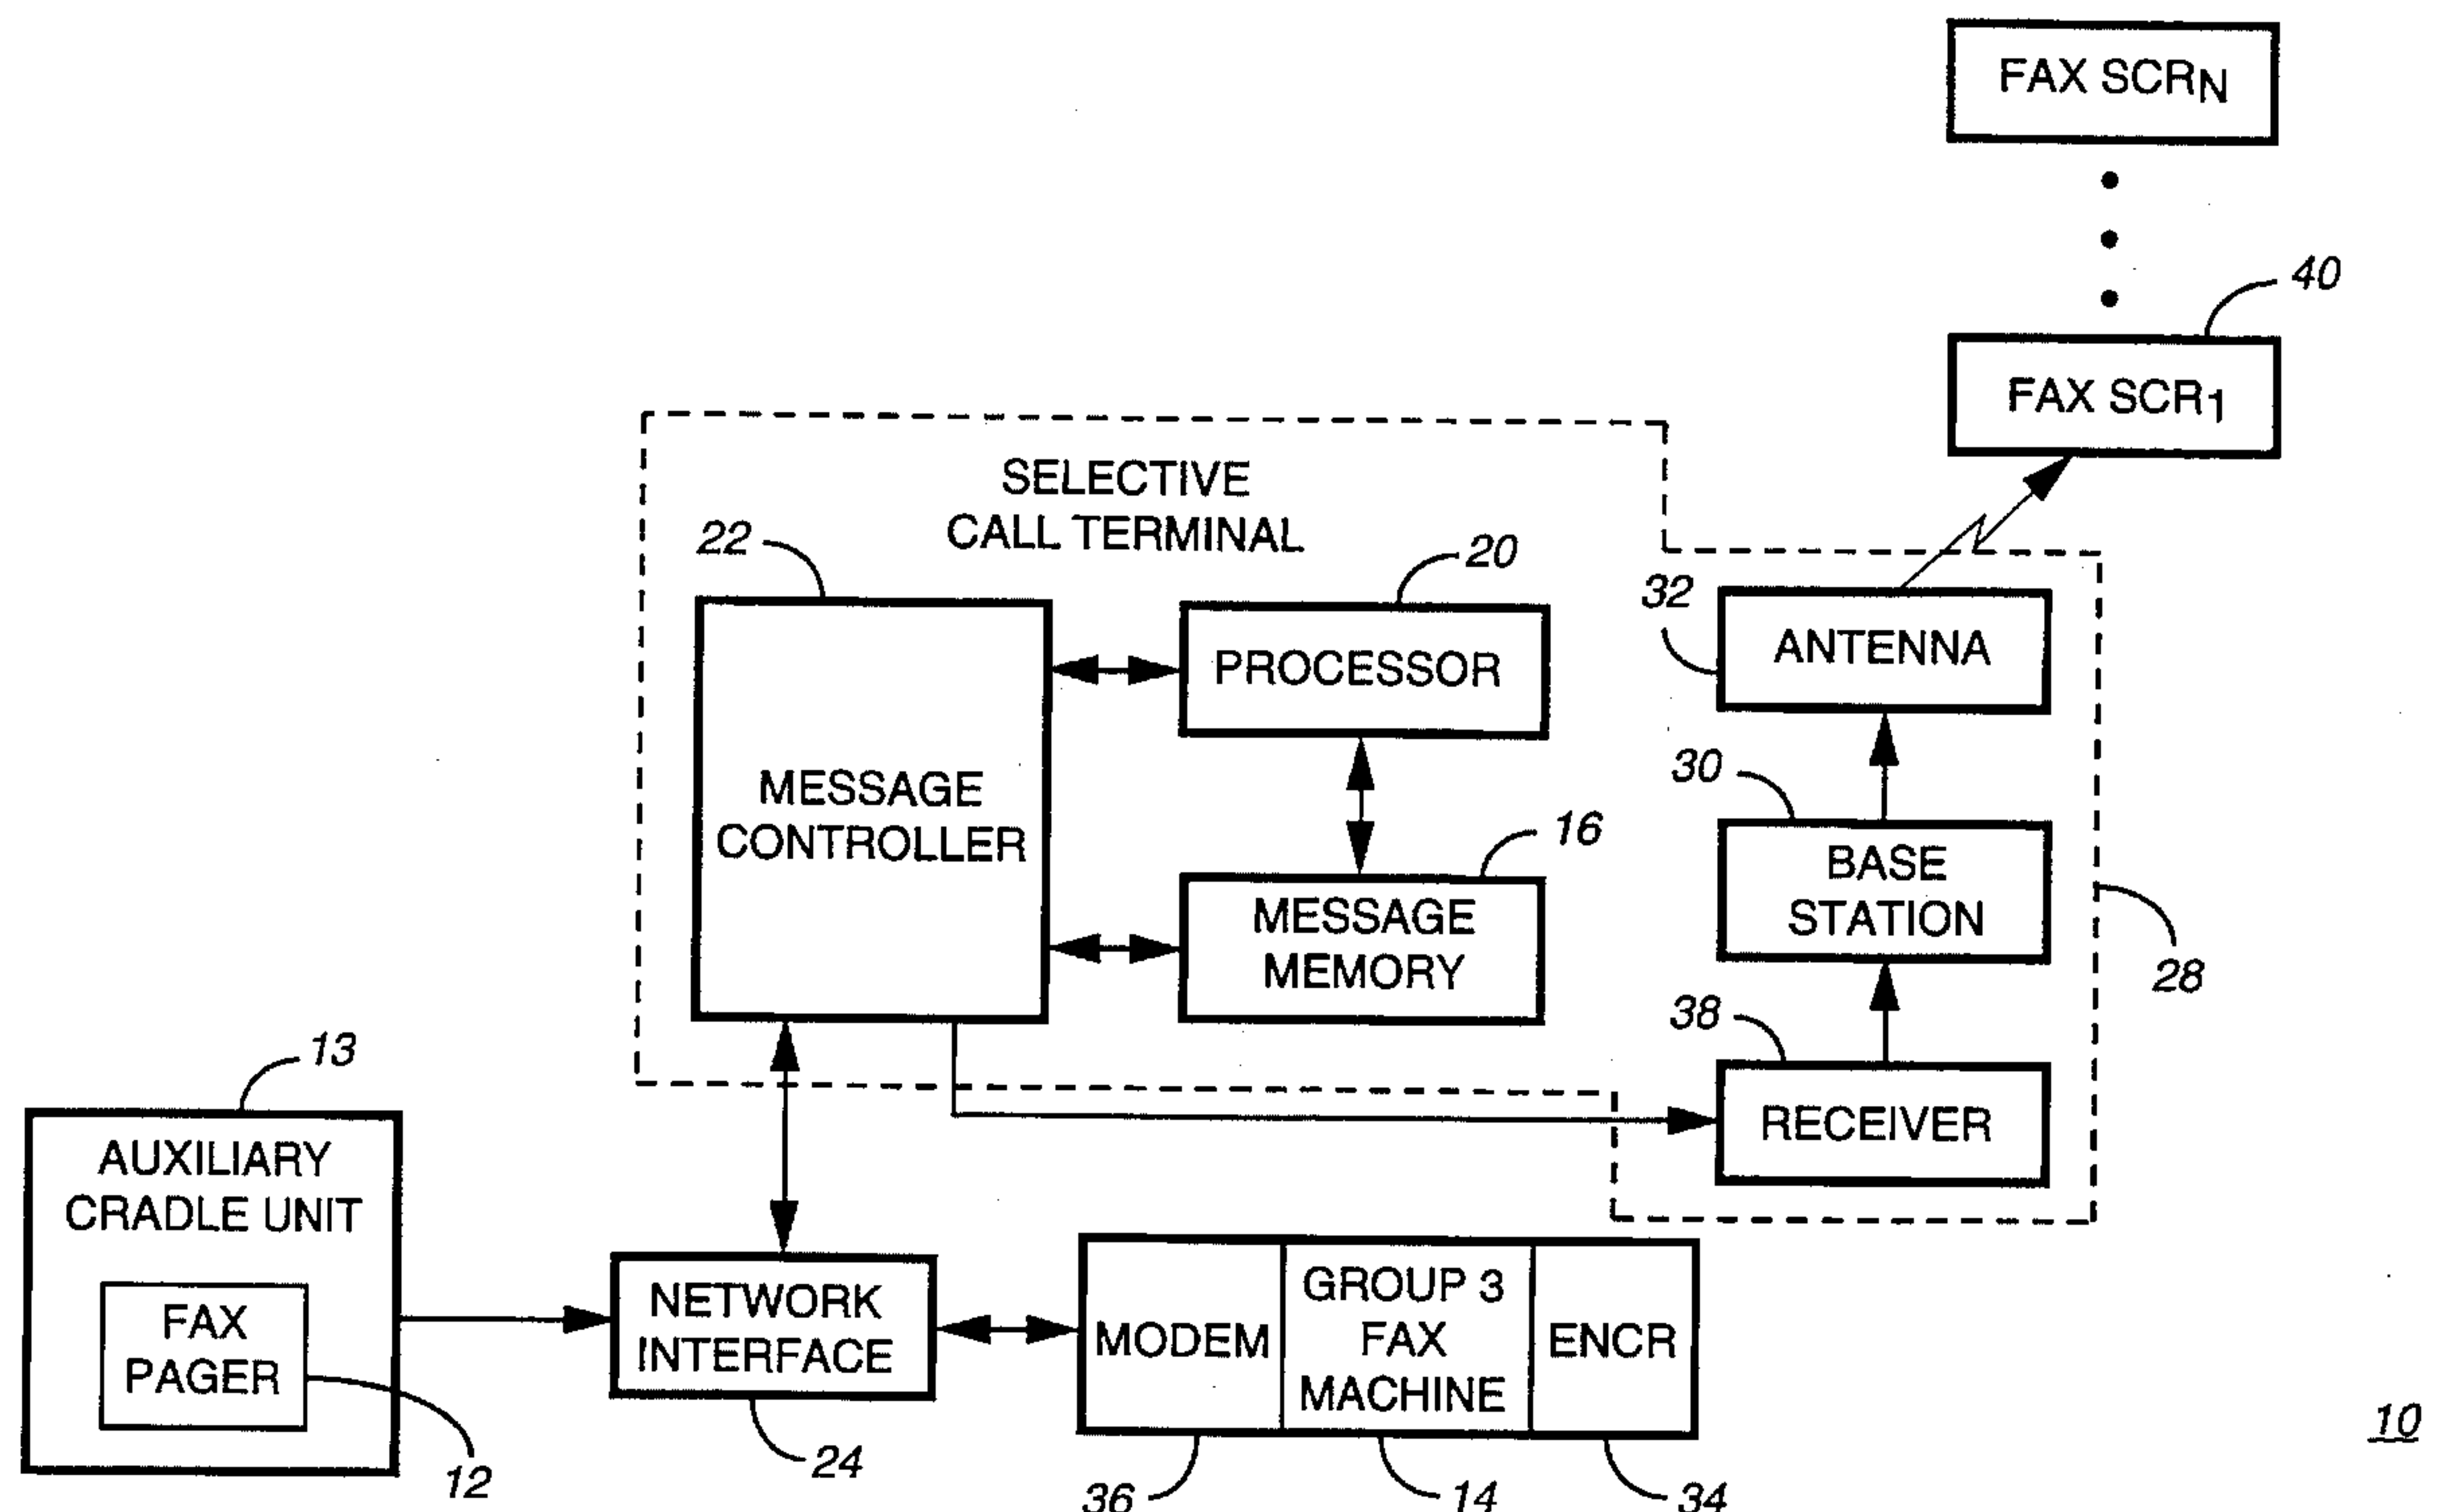 FAX SCRN
40
FAX SCR1
SELECTIVE
CALL TERMINAL
22
20
32
PROCESSOR
ANTENNA
MESSAGE
CONTROLLER
30
16
BASE
STATION
MESSAGE
MEMORY
28
38
13
RECEIVER
AUXILIARY
CRADLE UNIT
FAX
PAGER
NETWORK
INTERFACE
MODEM
GROUP 3
FAX
MACHINE
ENCR
12
24
36
14
34
10